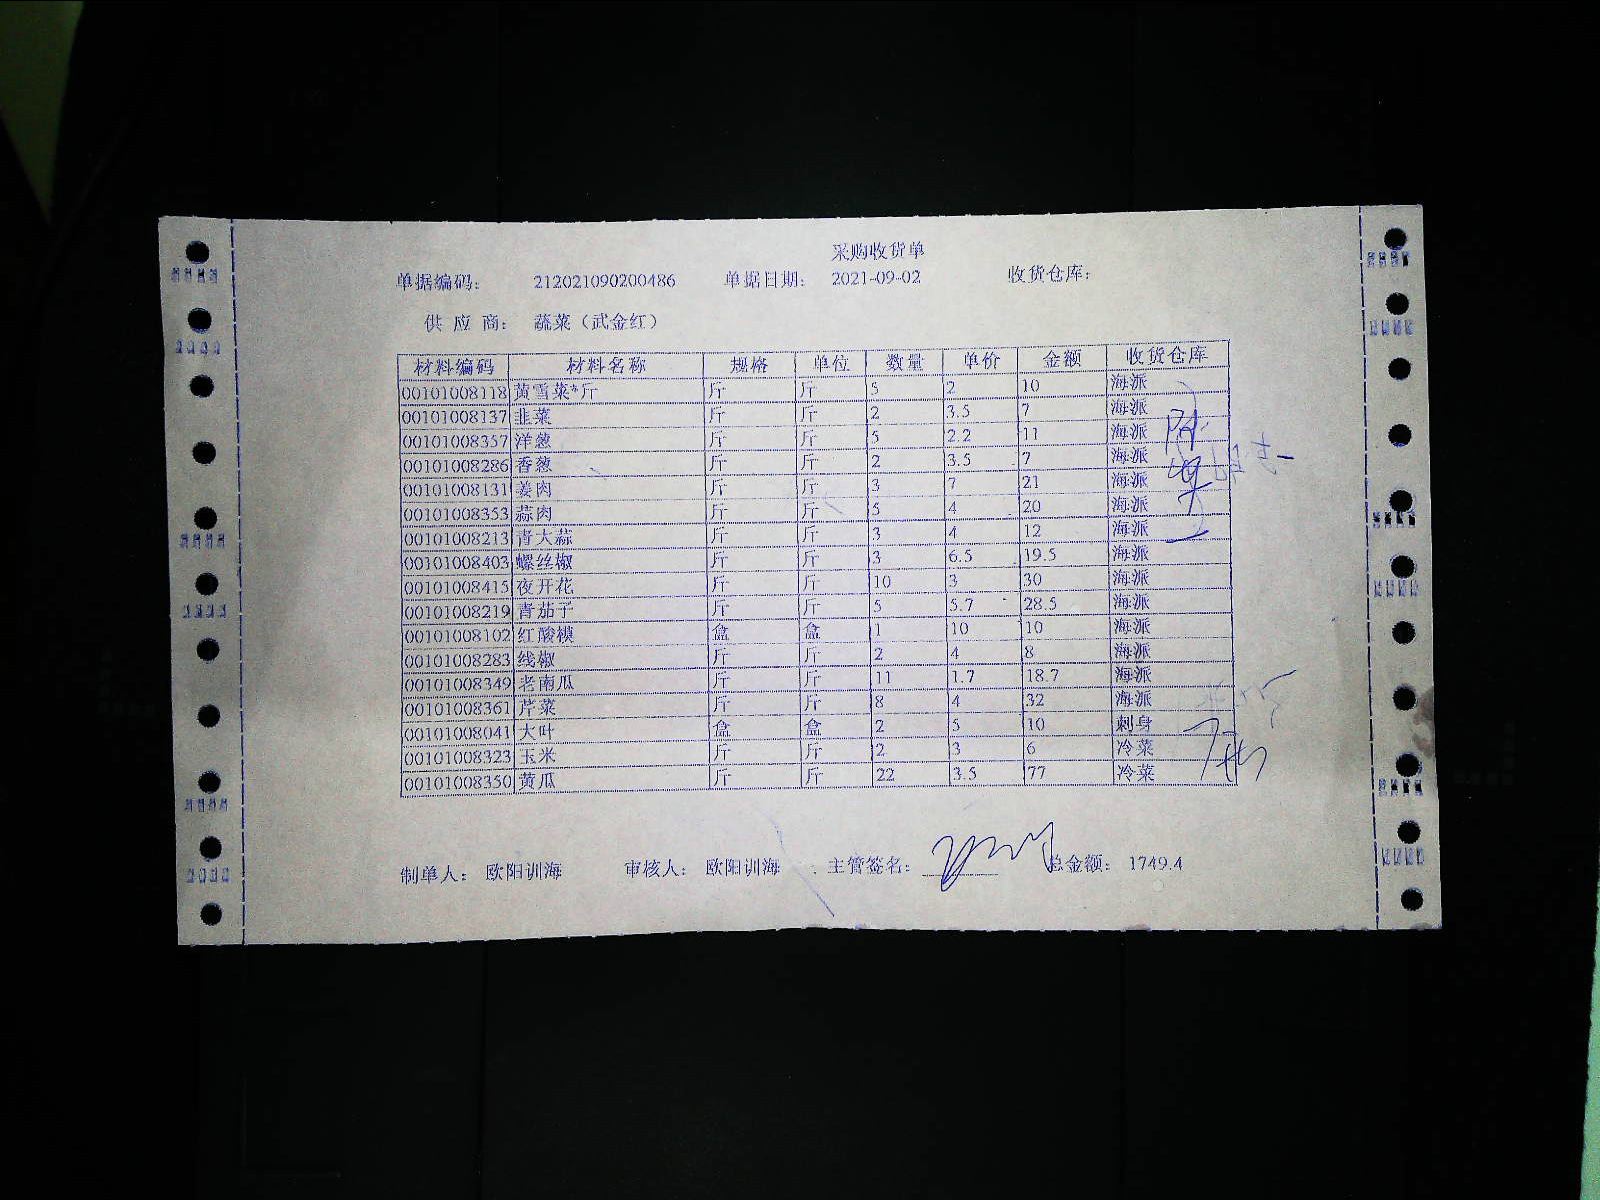 采购收货单
单据编码： 212021090200486 单据日期： 2021-09-02 收货仓库：
供 应 商： 蔬菜（武金红）
材料编码 材料名称 规格 单位 数量 单价 金额 收货仓库
00101008118 黄雪菜*斤 斤 斤 5 2 10 海派
00101008137 韭菜 斤 斤 2 3.5 7 海派
00101008357 洋葱 斤 斤 5 2.2 11 海派
00101008286 香葱 斤 斤 2 3.5 7 海派
00101008131 姜肉 斤 斤 3 7 21 海派
00101008353 蒜肉 斤 斤 5 4 20 海派
00101008213 青大蒜 斤 斤 3 4 12 海派
00101008403 螺丝椒 斤 斤 3 6.5 19.5 海派
00101008415 夜开花 斤 斤 10 3 30 海派
00101008219 青茄子 斤 斤 5 5.7 28.5 海派
00101008102 红酸模 盒 盒 1 10 10 海派
00101008283 线椒 斤 斤 2 4 8 海派
00101008349 老南瓜 斤 斤 11 1.7 18.7 海派
00101008361 芹菜 斤 斤 8 4 32 海派
00101008041 大叶 盒 盒 2 5 10 刺身
00101008323 玉米 斤 斤 2 3 6 冷菜
00101008350 黄瓜 斤 斤 22 3.5 77 冷菜
制单人： 欧阳训海 审核人： 欧阳训海 主管签名： 总金额： 1749.4